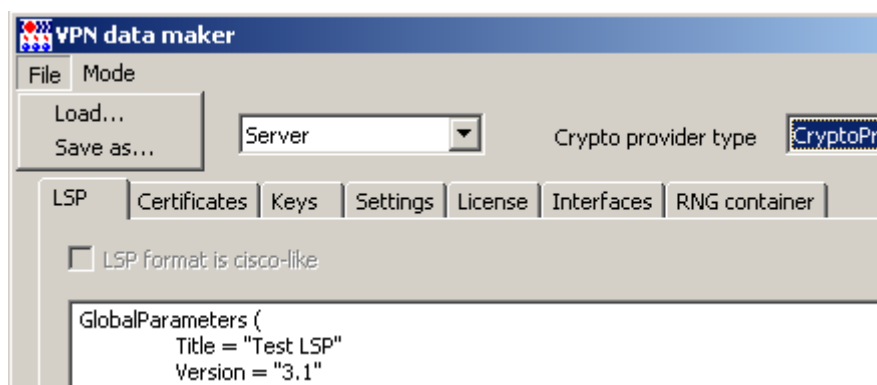 VPN data maker
File Mode
Load...
Save as...
Server
Crypto provider type
LSP Certificates Keys Settings License Interfaces RNG container
LSP format is cisco-like
GlobalParameters (
Title = "Test LSP"
Version = "3.1"